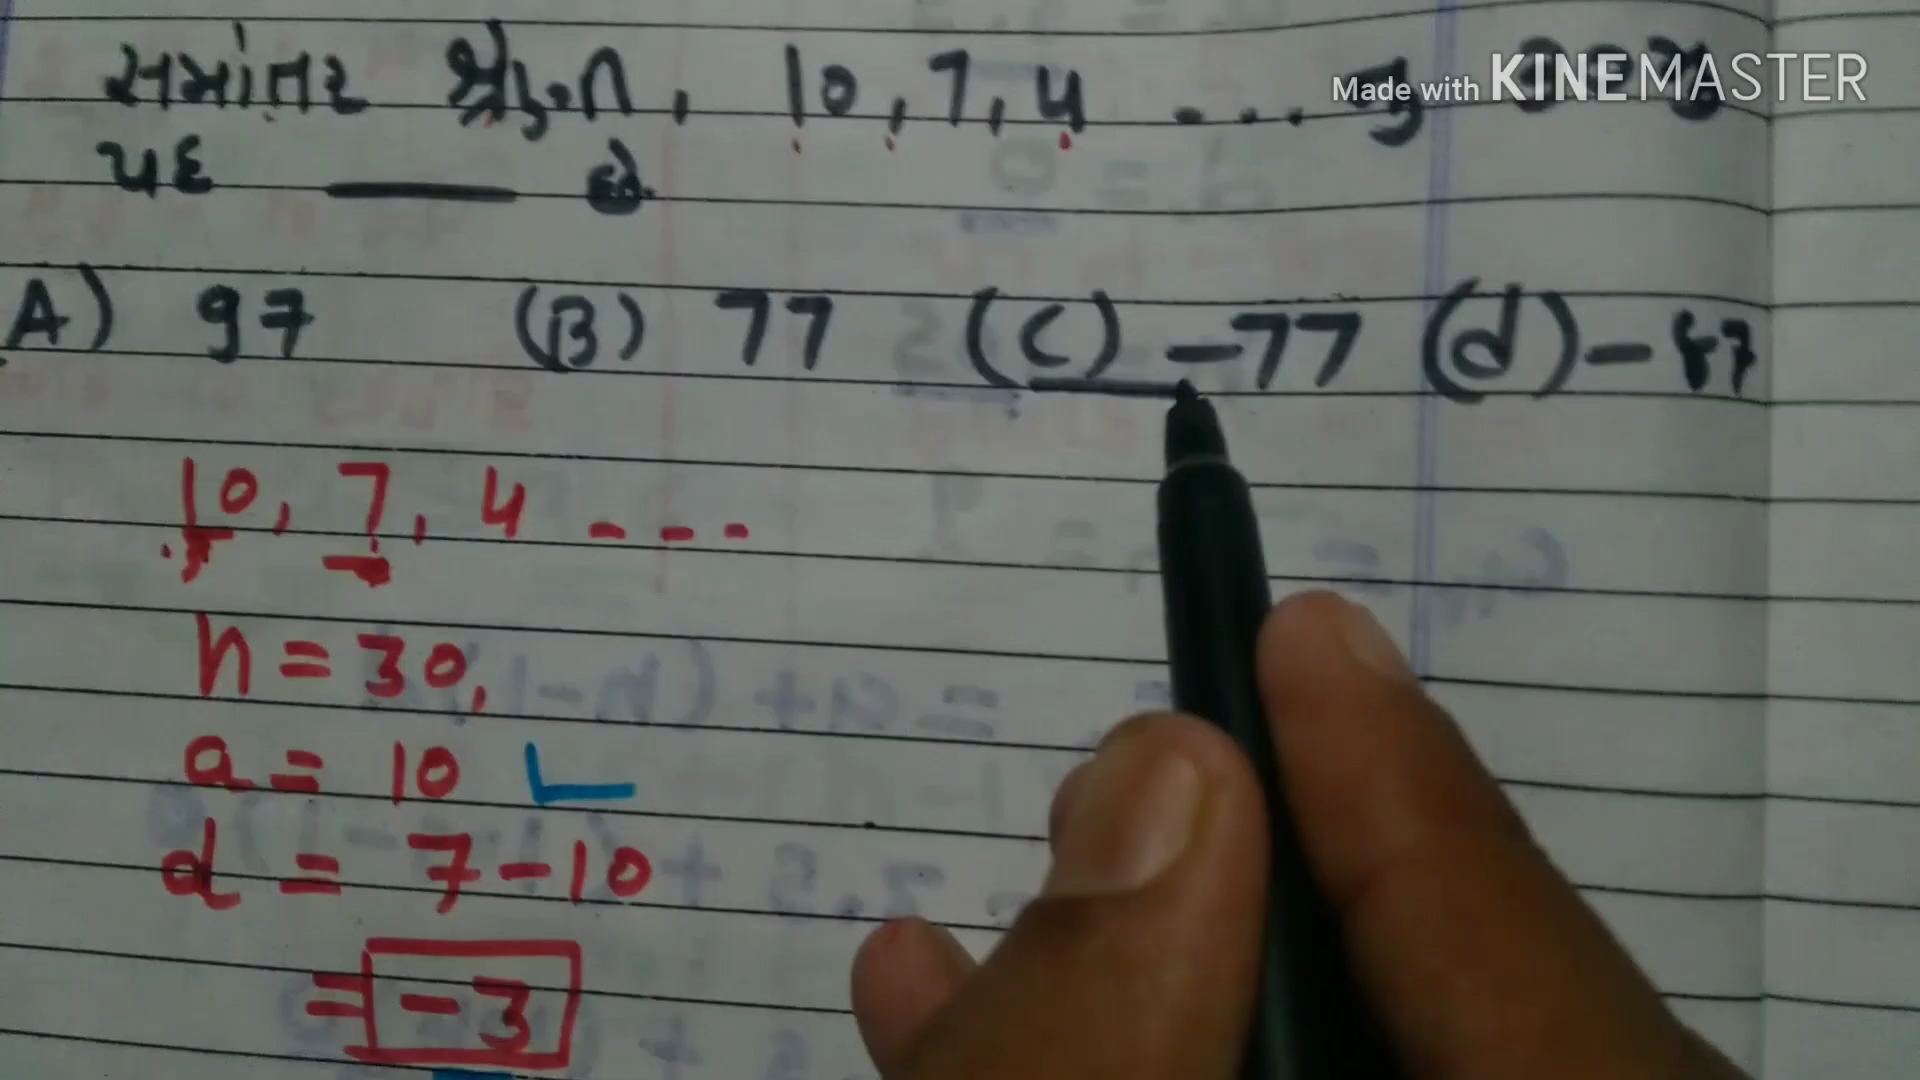 સમાંતર શ્રેઢી, 10, 7, 4 ... નું
Made with KINEMASTER
પદ ___ છે.
A) 97 (B) 77 (C) -77 (d) -87
10, 7, 4 - - -
n = 30,
a = 10
d = 7-10
= -3